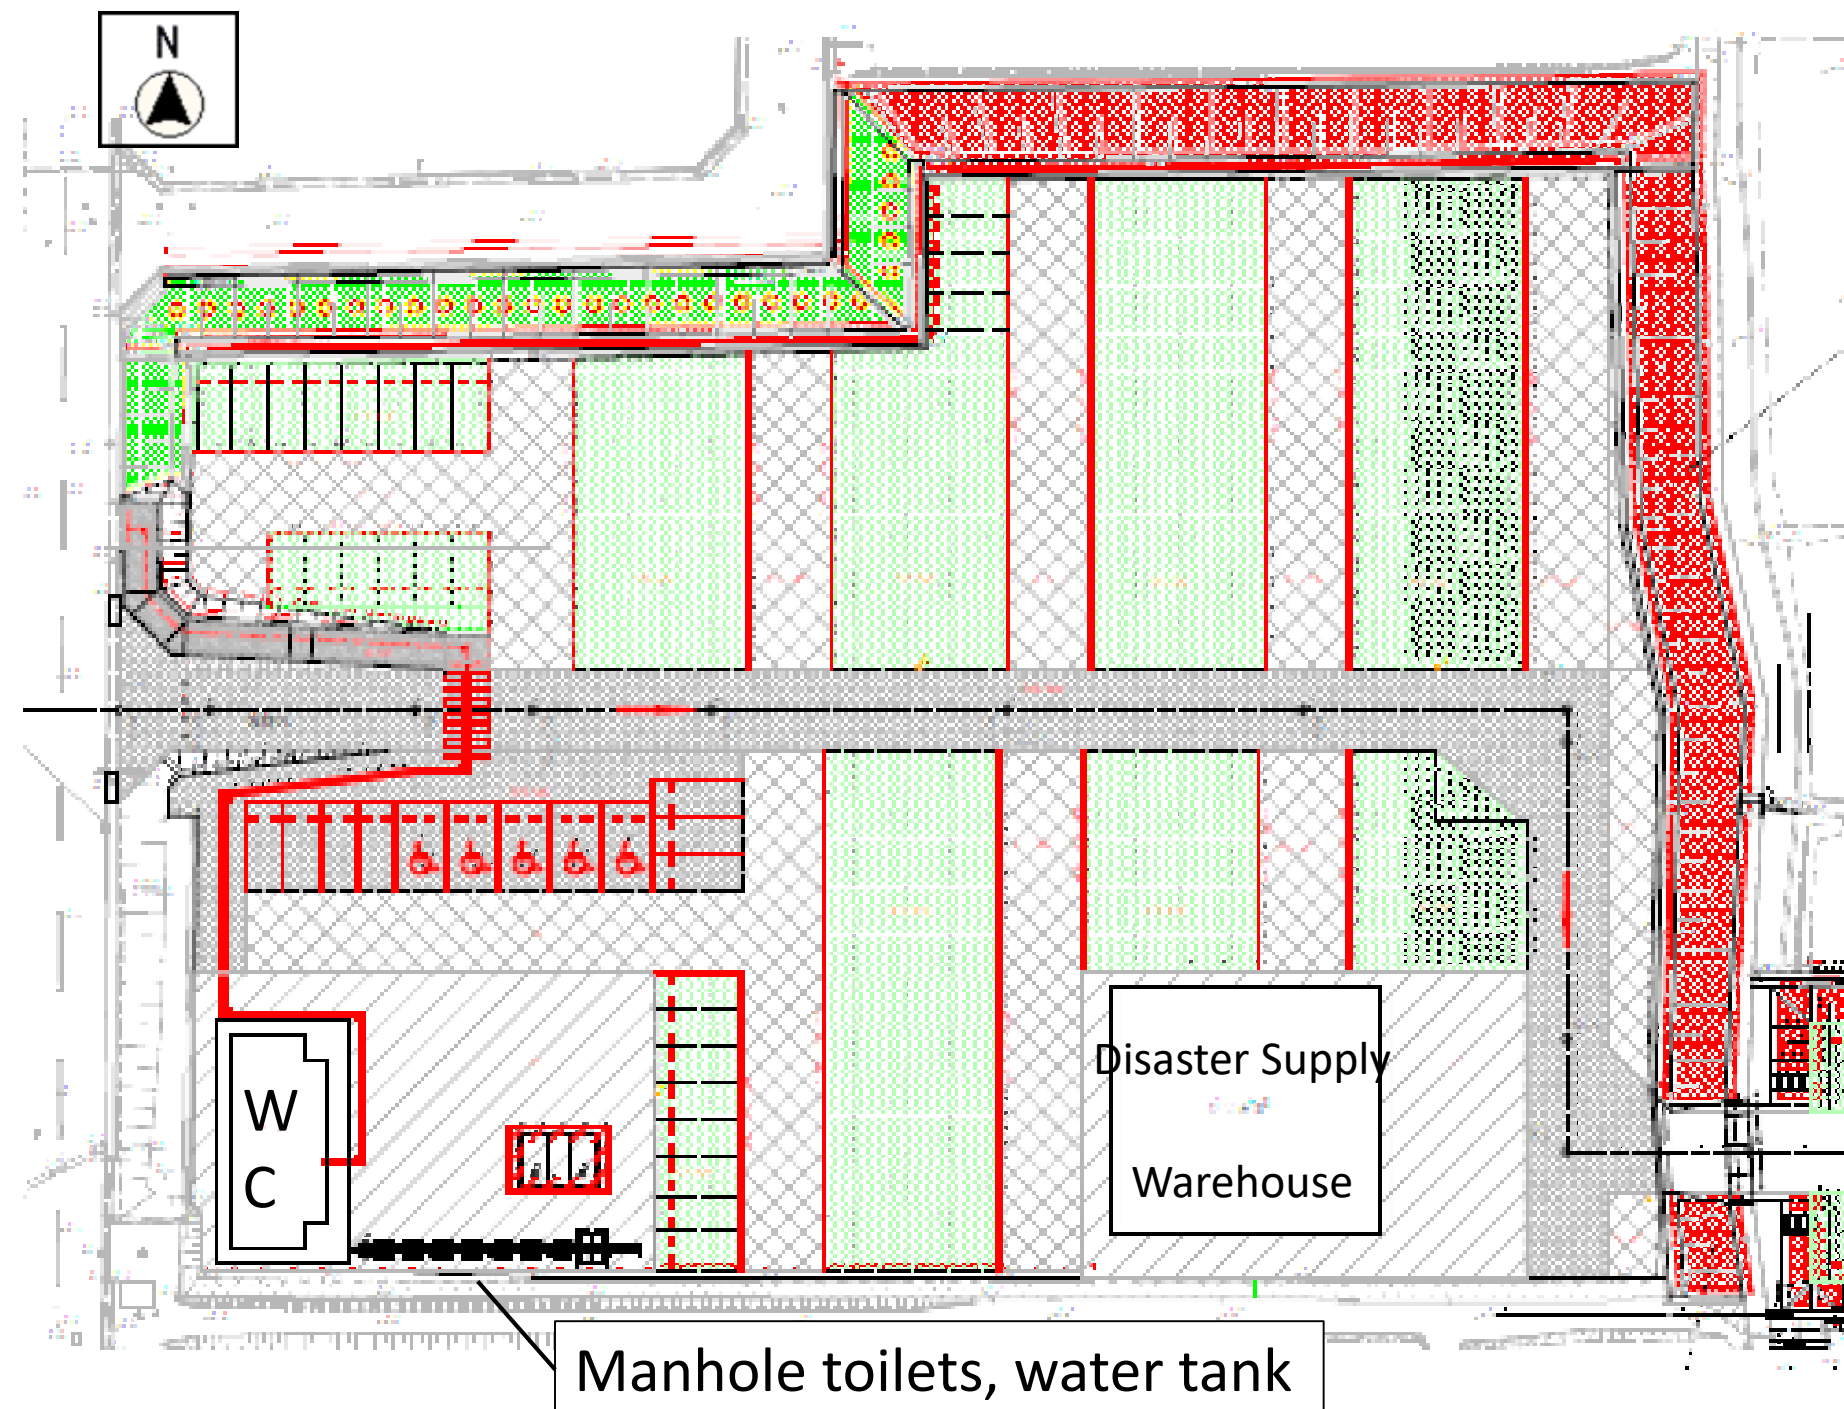 N
W
C
Disaster Supply
Warehouse
Manhole toilets, water tank